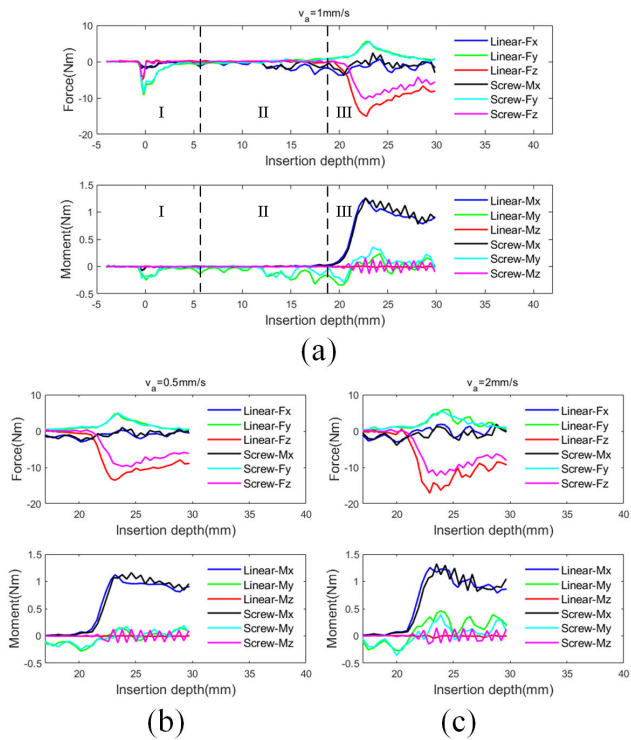 vₐ=1mm/s
10
0
-10
-20
Force(Nm)
I
II
III
Linear-Fx
Linear-Fy
Linear-Fz
Screw-Mx
Screw-Fy
Screw-Fz
-5 0 5 10 15 20 25 30 35 40
Insertion depth(mm)
1.5
1
0.5
0
-0.5
Moment(Nm)
I
II
III
Linear-Mx
Linear-My
Linear-Mz
Screw-Mx
Screw-My
Screw-Mz
-5 0 5 10 15 20 25 30 35 40
Insertion depth(mm)
(a)
vₐ=0.5mm/s
10
0
-10
-20
Force(Nm)
Linear-Fx
Linear-Fy
Linear-Fz
Screw-Mx
Screw-Fy
Screw-Fz
20 30 40
Insertion depth(mm)
1.5
1
0.5
0
-0.5
Moment(Nm)
Linear-Mx
Linear-My
Linear-Mz
Screw-Mx
Screw-My
Screw-Mz
20 30 40
Insertion depth(mm)
(b)
vₐ=2mm/s
10
0
-10
-20
Force(Nm)
Linear-Fx
Linear-Fy
Linear-Fz
Screw-Mx
Screw-Fy
Screw-Fz
20 30 40
Insertion depth(mm)
1.5
1
0.5
0
-0.5
Moment(Nm)
Linear-Mx
Linear-My
Linear-Mz
Screw-Mx
Screw-My
Screw-Mz
20 30 40
Insertion depth(mm)
(c)